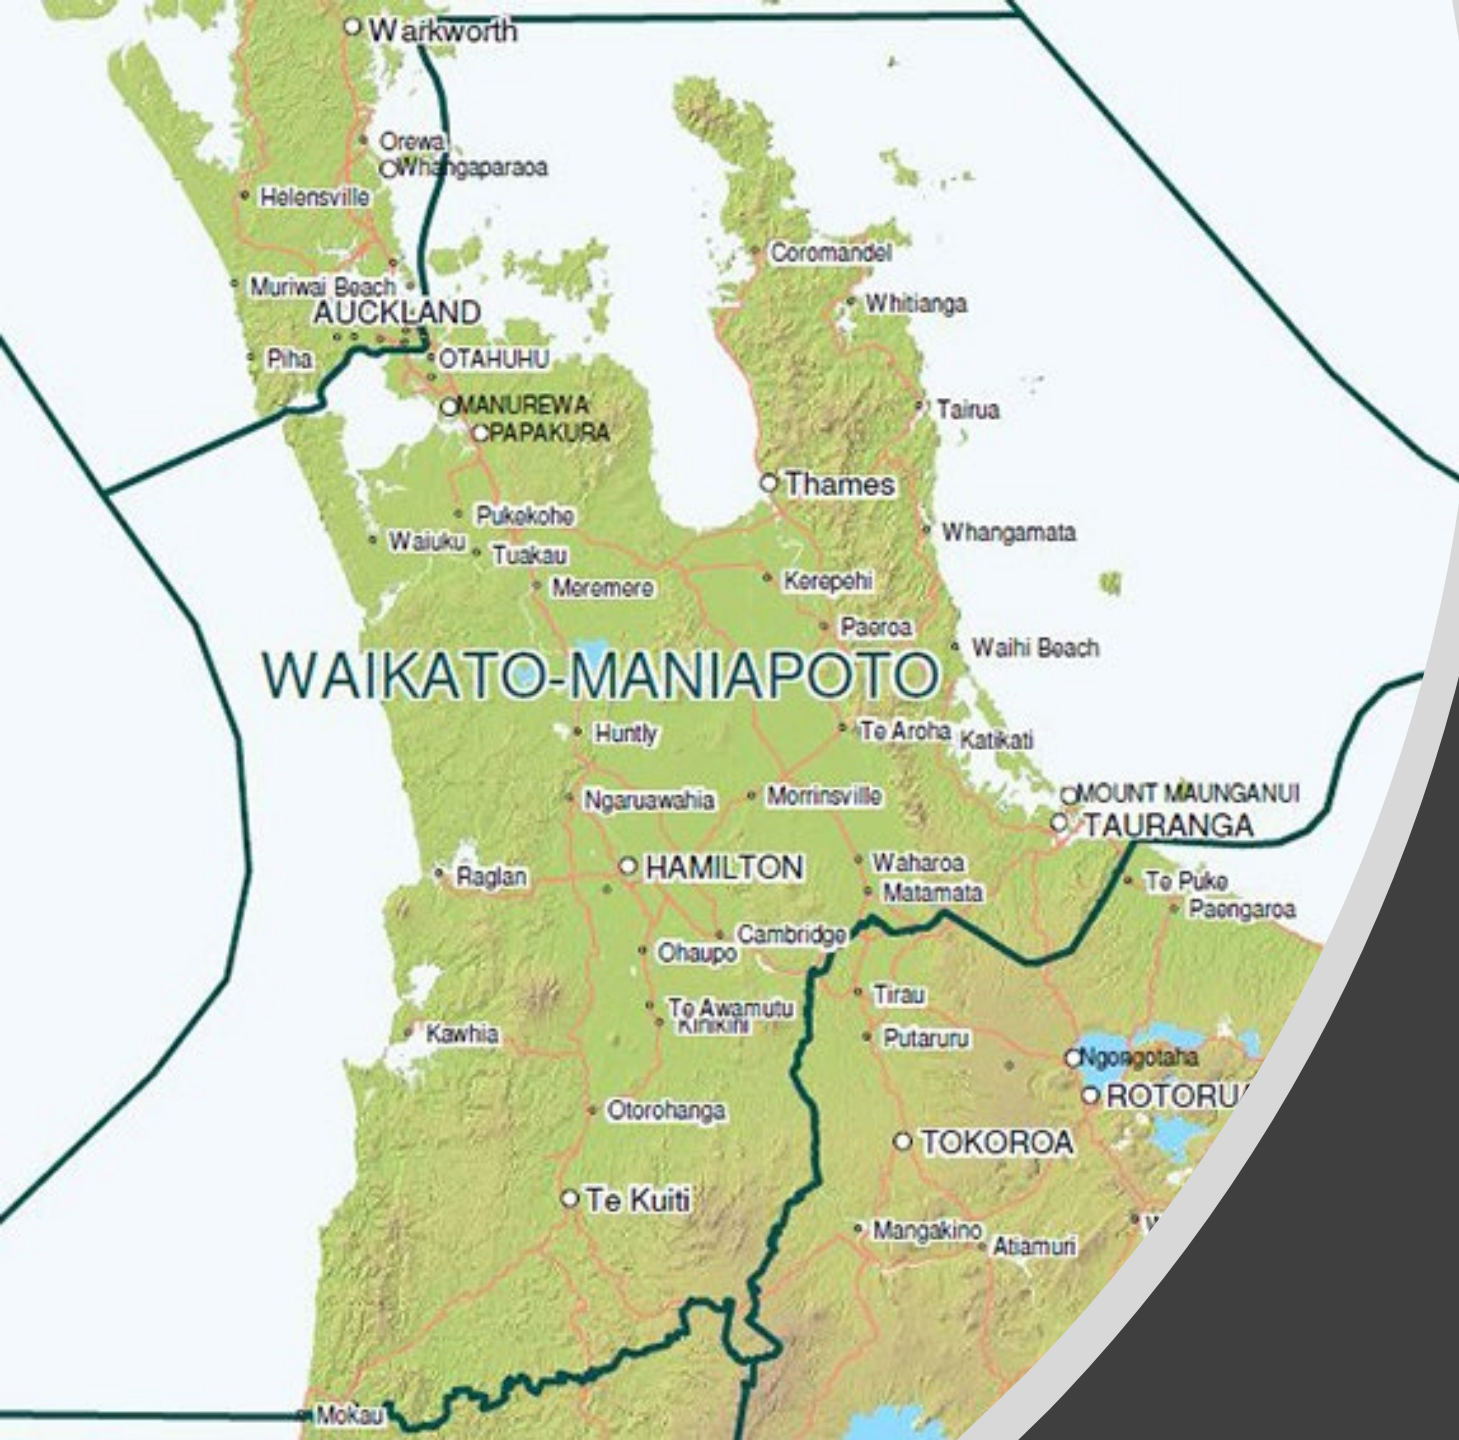 Warkworth
Orewa
Whangaparaoa
Helensville
Coromandel
Muriwai Beach
Whitianga
AUCKLAND
Piha
OTAHUHU
MANUREWA
Tairua
PAPAKURA
Thames
Pukekohe
Whangamata
Waiuku
Tuakau
Kerepehi
Meremere
Paeroa
Waihi Beach
WAIKATO-MANIAPOTO
Huntly
Te Aroha
Katikati
Ngaruawahia
Morrinsville
MOUNT MAUNGANUI
TAURANGA
HAMILTON
Waharoa
Raglan
Matamata
Te Puke
Paengaroa
Cambridge
Ohaupo
Tirau
Te Awamutu
Kihikihi
Kawhia
Putaruru
Ngongotaha
ROTORUA
Otorohanga
TOKOROA
Te Kuiti
Mangakino
Atiamuri
Mokau